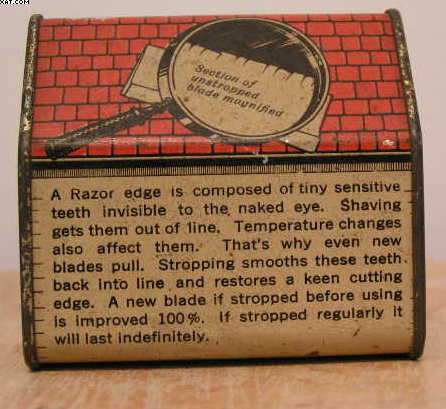 XAT.COM
Section of
unstropped
blade magnified
A Razor edge is composed of tiny sensitive
teeth invisible to the naked eye. Shaving
gets them out of line. Temperature changes
also affect them. That's why even new
blades pull. Stropping smooths these teeth
back into line and restores a keen cutting
edge. A new blade if stropped before using
is improved 100%. If stropped regularly it
will last indefinitely.